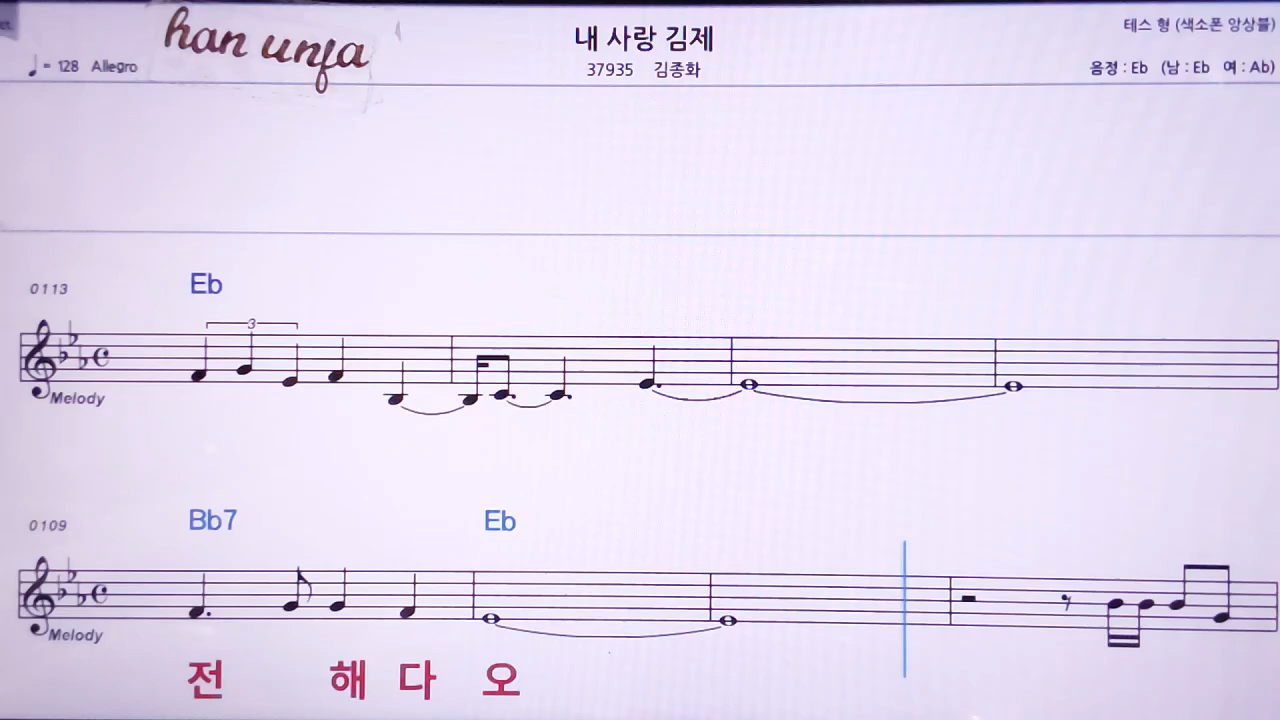 han unfa
내 사랑 김제
테스 형 (색소폰 앙상블)
♩= 128 Allegro
37935 김종화
음정 : Eb (남 : Eb 여 : Ab)
0113
Eb
3
Melody
0109
Bb7 Eb
Melody
전 해 다 오